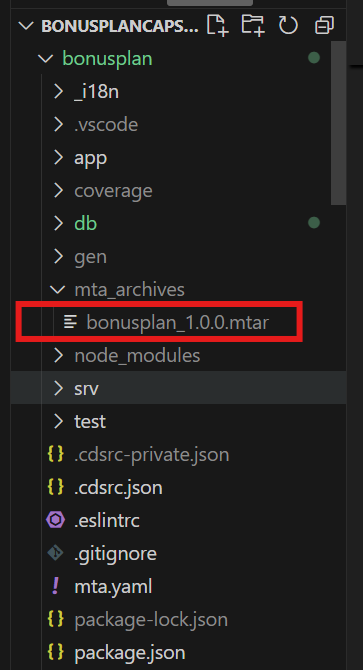 BONUSPLANCAPS...
bonusplan
_i18n
.vscode
app
coverage
db
gen
mta_archives
bonusplan_1.0.0.mtar
node_modules
srv
test
{} .cdsrc-private.json
{} .cdsrc.json
.eslintrc
.gitignore
! mta.yaml
{} package-lock.json
{} package.json